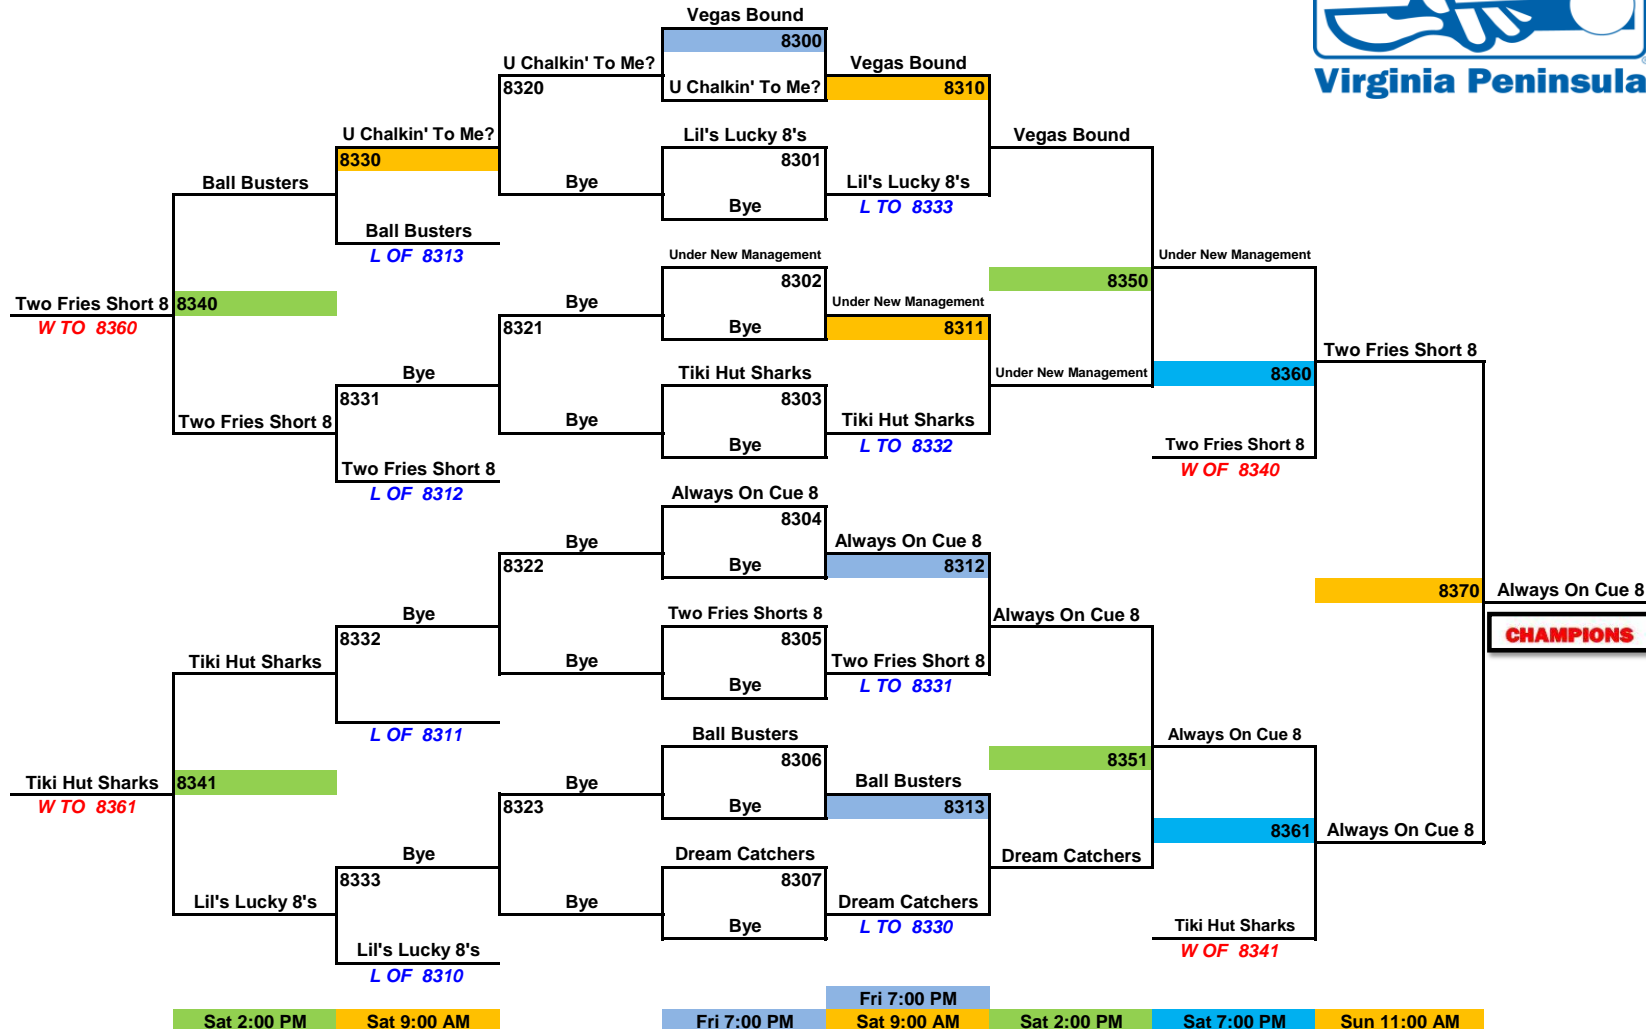 Vegas Bound
8300
U Chalkin' To Me?
Vegas Bound
8320
U Chalkin' To Me?
8310
Virginia Peninsula
®
U Chalkin' To Me?
Lil's Lucky 8's
Vegas Bound
8330
8301
Ball Busters
Bye
Lil's Lucky 8's
Bye
L TO 8333
Ball Busters
L OF 8313
Under New Management
Under New Management
8302
8350
Two Fries Short 8
8340
Bye
Under New Management
W TO 8360
8321
Bye
8311
Two Fries Short 8
Bye
Tiki Hut Sharks
Under New Management
8360
8331
8303
Two Fries Short 8
Bye
Tiki Hut Sharks
Bye
L TO 8332
Two Fries Short 8
W OF 8340
Two Fries Short 8
L OF 8312
Always On Cue 8
8304
Bye
Always On Cue 8
8322
Bye
8312
8370
Always On Cue 8
Bye
Two Fries Shorts 8
Always On Cue 8
8332
8305
CHAMPIONS
Tiki Hut Sharks
Bye
Two Fries Short 8
Bye
L TO 8331
L OF 8311
Ball Busters
Always On Cue 8
8306
8351
Tiki Hut Sharks
8341
Bye
Ball Busters
W TO 8361
8323
Bye
8313
8361
Always On Cue 8
Bye
Dream Catchers
Dream Catchers
8333
8307
Lil's Lucky 8's
Bye
Dream Catchers
Bye
L TO 8330
Tiki Hut Sharks
W OF 8341
Lil's Lucky 8's
L OF 8310
Fri 7:00 PM
Sat 2:00 PM
Sat 9:00 AM
Fri 7:00 PM
Sat 9:00 AM
Sat 2:00 PM
Sat 7:00 PM
Sun 11:00 AM